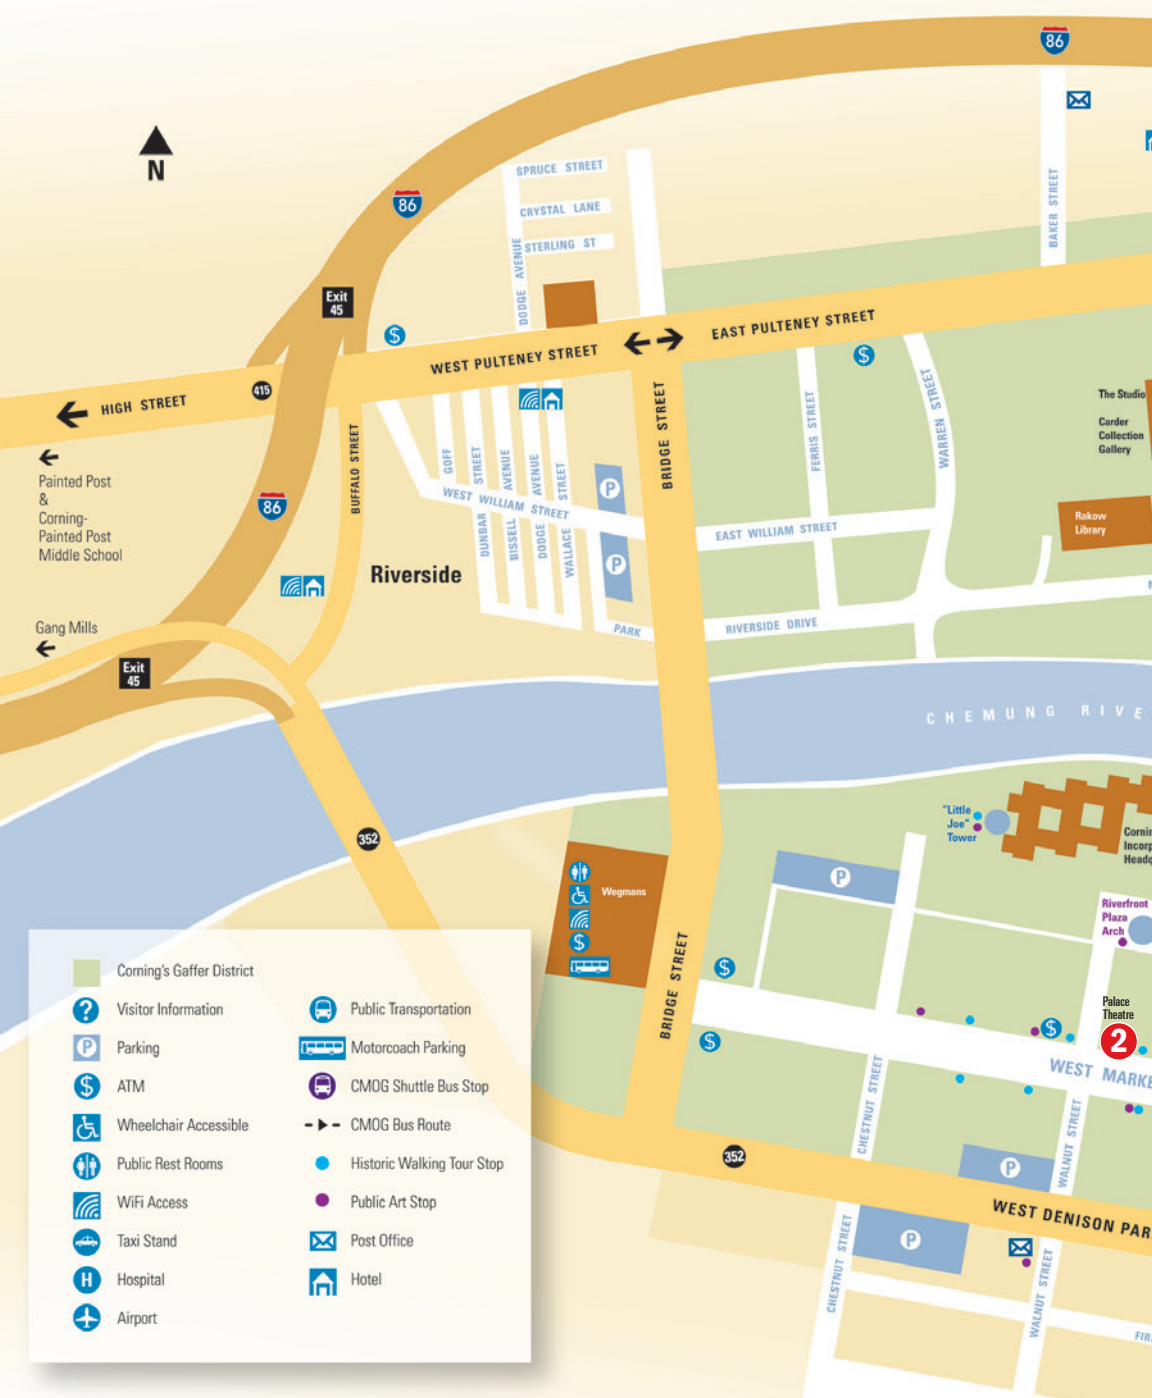 86
N
86
SPRUCE STREET
CRYSTAL LANE
STERLING ST
DODGE AVENUE
BAKER STREET
Exit
45
$
WEST PULTENEY STREET
EAST PULTENEY STREET
$
415
HIGH STREET
Painted Post
&
Corning-
Painted Post
Middle School
86
BUFFALO STREET
GOFF
STREET
AVENUE
AVENUE
STREET
WEST WILLIAM STREET
DUNBAR
BISSELL
DODGE
WALLACE
P
P
BRIDGE STREET
FERRIS STREET
WARREN STREET
The Studio
Carder
Collection
Gallery
Rakow
Library
EAST WILLIAM STREET
Riverside
PARK
RIVERSIDE DRIVE
Gang Mills
Exit
45
CHEMUNG RIVE
352
"Little
Joe"
Tower
Wegmans
$
P
Riverfront
Plaza
Arch
BRIDGE STREET
$
$
Palace
Theatre
$
2
WEST MARKE
CHESTNUT STREET
WALNUT STREET
352
P
WEST DENISON PAR
P
CHESTNUT STREET
WALNUT STREET
FIR
Corning's Gaffer District
? Visitor Information
P Parking
$ ATM
Wheelchair Accessible
Public Rest Rooms
WiFi Access
Taxi Stand
H Hospital
Airport
Public Transportation
Motorcoach Parking
CMOG Shuttle Bus Stop
CMOG Bus Route
Historic Walking Tour Stop
Public Art Stop
Post Office
Hotel